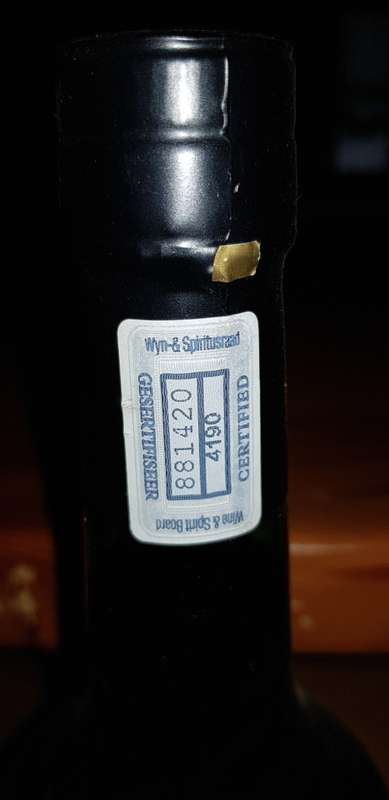 Wyn-& Spiritusraad
GESERTIFISEER
881420
4190
CERTIFIED
Wine & Spirit Board